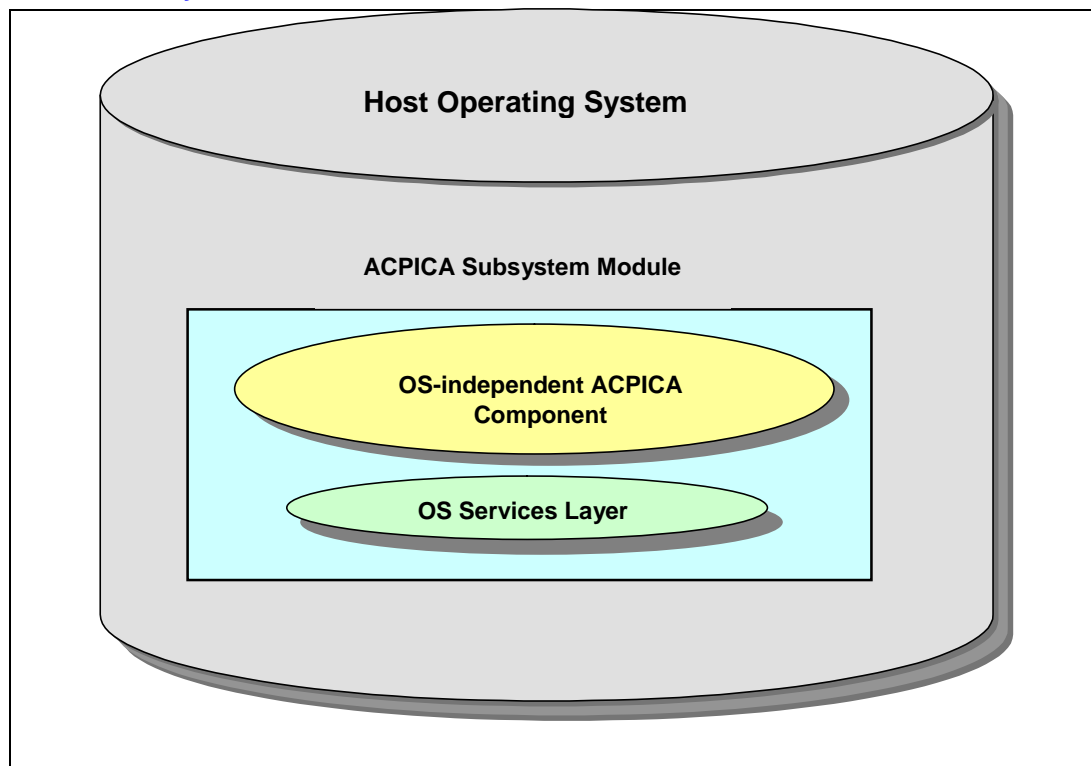 Host Operating System
ACPICA Subsystem Module
OS-independent ACPICA
Component
OS Services Layer